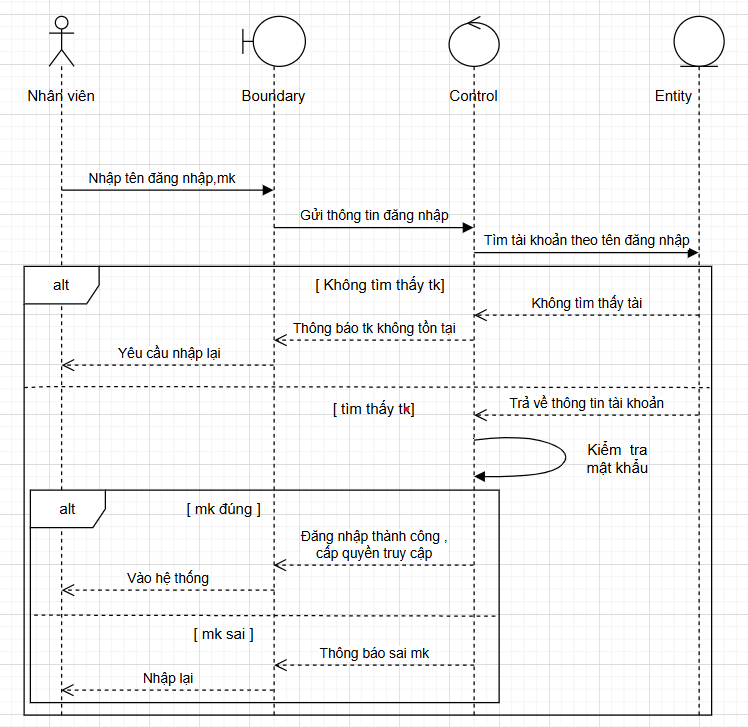 Nhân viên
Boundary
Control
Entity
Nhập tên đăng nhập,mk
Gửi thông tin đăng nhập
Tìm tài khoản theo tên đăng nhập
alt
[ Không tìm thấy tk]
Không tìm thấy tài
Thông báo tk không tồn tại
Yêu cầu nhập lại
[ tìm thấy tk]
Trả về thông tin tài khoản
Kiểm tra
mật khẩu
alt
[ mk đúng ]
Đăng nhập thành công ,
cấp quyền truy cập
Vào hệ thống
[ mk sai ]
Thông báo sai mk
Nhập lại